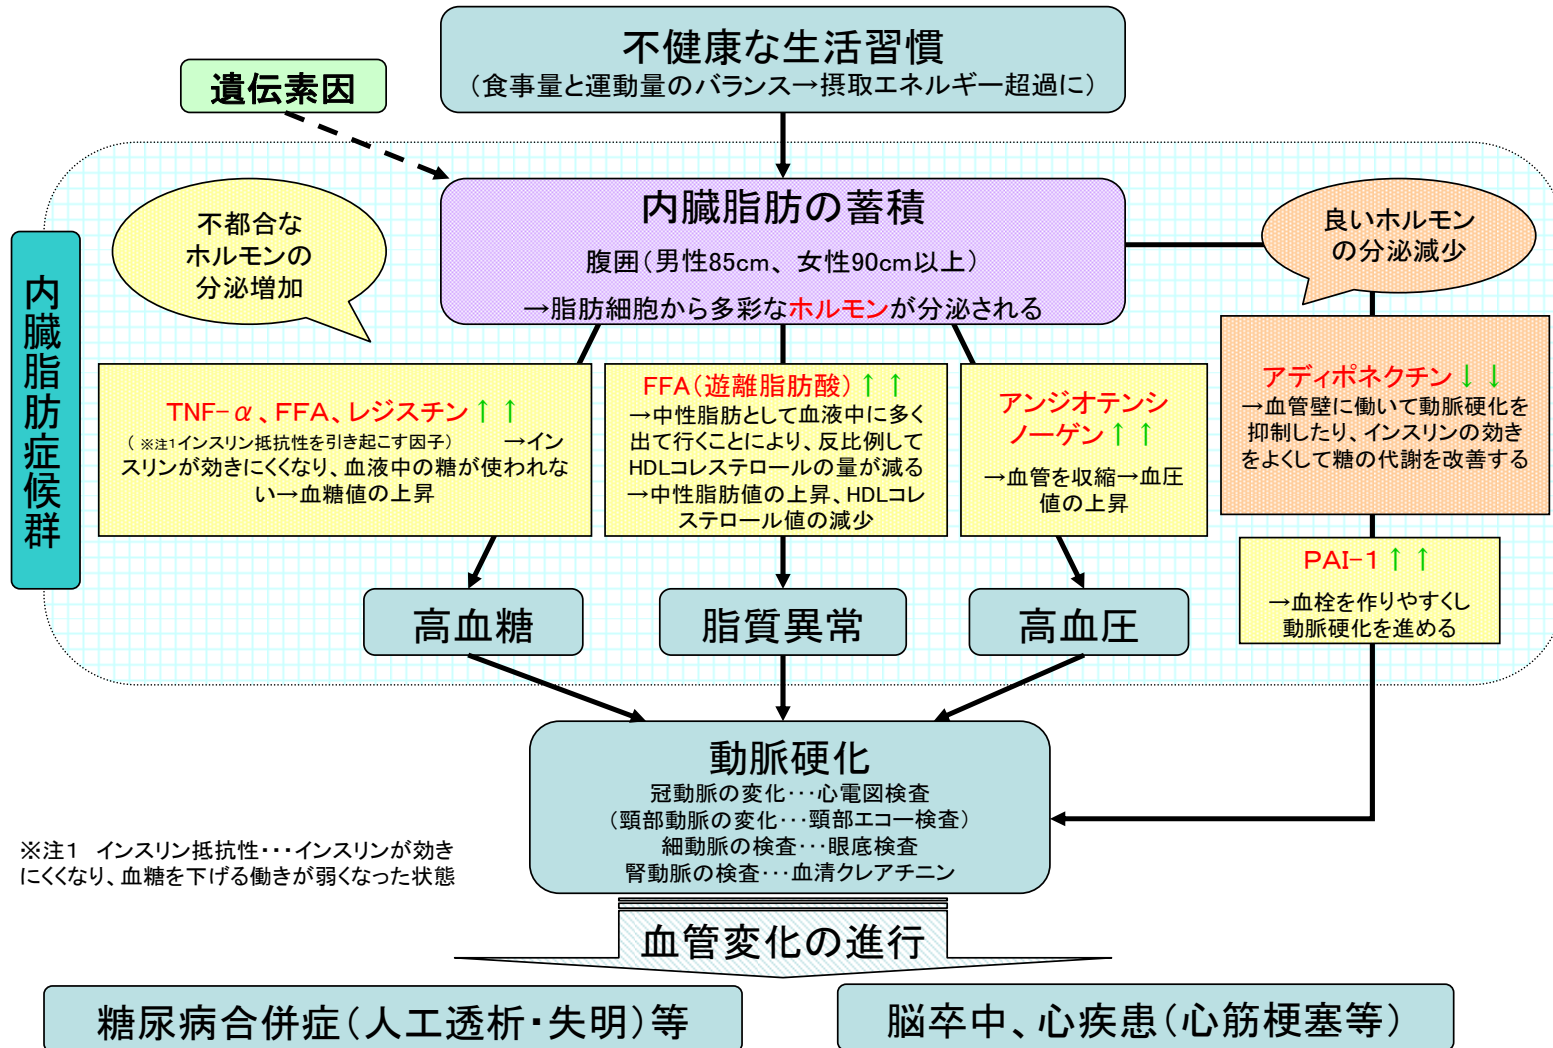 不健康な生活習慣
(食事量と運動量のバランス→摂取エネルギー超過に)
遺伝素因
内臓脂肪の蓄積
腹囲(男性85cm、 女性90cm以上)
→脂肪細胞から多彩なホルモンが分泌される
不都合な
ホルモンの
分泌増加
良いホルモン
の分泌減少
内臓脂肪症候群
TNF-α、FFA、レジスチン↑↑
( ※注1インスリン抵抗性を引き起こす因子) →イン
スリンが効きにくくなり、血液中の糖が使われな
い→血糖値の上昇
FFA(遊離脂肪酸)↑↑
→中性脂肪として血液中に多く
出て行くことにより、反比例して
HDLコレステロールの量が減る
→中性脂肪値の上昇、HDLコレ
ステロール値の減少
アンジオテンシ
ノーゲン↑↑
→血管を収縮→血圧
値の上昇
アディポネクチン↓↓
→血管壁に働いて動脈硬化を
抑制したり、インスリンの効き
をよくして糖の代謝を改善する
PAI-1↑↑
→血栓を作りやすくし
動脈硬化を進める
高血糖
脂質異常
高血圧
動脈硬化
冠動脈の変化･･･心電図検査
(頸部動脈の変化･･･頸部エコー検査)
細動脈の検査･･･眼底検査
腎動脈の検査･･･血清クレアチニン
※注1 インスリン抵抗性･･･インスリンが効き
にくくなり、血糖を下げる働きが弱くなった状態
血管変化の進行
糖尿病合併症(人工透析・失明)等
脳卒中、心疾患(心筋梗塞等)